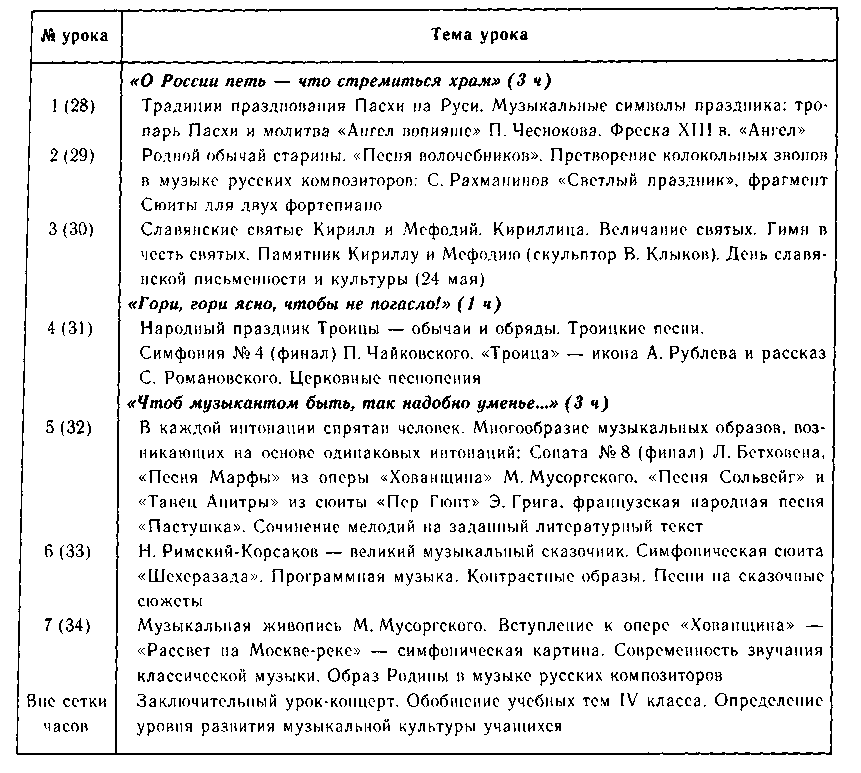 № урока Тема урока
«О России петь — что стремиться храм» (3 ч)
1 (28) Традиции празднования Пасхи на Руси. Музыкальные символы праздника: тро-
парь Пасхи и молитва «Ангел вопияше» П. Чеснокова. Фреска XIII в. «Ангел»
2 (29) Родной обычай старины. «Песня волочебников». Претворение колокольных звонов
в музыке русских композиторов: С. Рахманинов «Светлый праздник», фрагмент
Сюиты для двух фортепиано
3 (30) Славянские святые Кирилл и Мефодий. Кириллица. Величание святых. Гимн в
честь святых. Памятник Кириллу и Мефодию (скульптор В. Клыков). День славя-
нской письменности и культуры (24 мая)
«Гори, гори ясно, чтобы не погасло!» (1 ч)
4 (31) Народный праздник Троицы — обычаи и обряды. Троицкие песни.
Симфония №4 (финал) П. Чайковского. «Троица» — икона А. Рублева и рассказ
С. Романовского. Церковные песнопения
«Чтоб музыкантом быть, так надобно уменье...» (3 ч)
5 (32) В каждой интонации спрятан человек. Многообразие музыкальных образов, воз-
никающих на основе одинаковых интонаций: Соната №8 (финал) Л. Бетховена,
«Песня Марфы» из оперы «Хованщина» М. Мусоргского, «Песня Сольвейг» и
«Танец Анитры» из сюиты «Пер Гюнт» Э. Грига, французская народная песня
«Пастушка». Сочинение мелодий на заданный литературный текст
6 (33) Н. Римский-Корсаков — великий музыкальный сказочник. Симфоническая сюита
«Шехеразада». Программная музыка. Контрастные образы. Песни на сказочные
сюжеты
7 (34) Музыкальная живопись М. Мусоргского. Вступление к опере «Хованщина» —
«Рассвет на Москве-реке» — симфоническая картина. Современность звучания
классической музыки. Образ Родины в музыке русских композиторов
Вне сетки Заключительный урок-концерт. Обобщение учебных тем IV класса. Определение
часов уровня развития музыкальной культуры учащихся